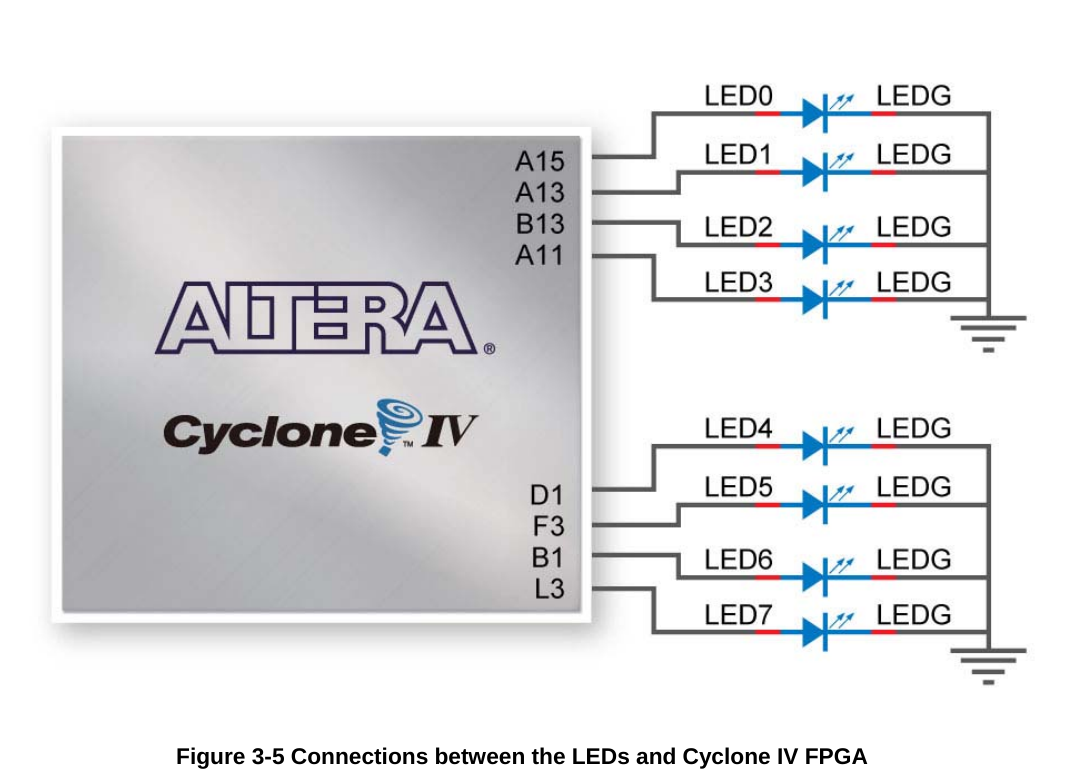 LED0 LEDG
A15
LED1 LEDG
A13
B13
LED2 LEDG
A11
LED3 LEDG
ALTERA®
Cyclone™ IV
LED4 LEDG
D1
LED5 LEDG
F3
B1
LED6 LEDG
L3
LED7 LEDG
Figure 3-5 Connections between the LEDs and Cyclone IV FPGA